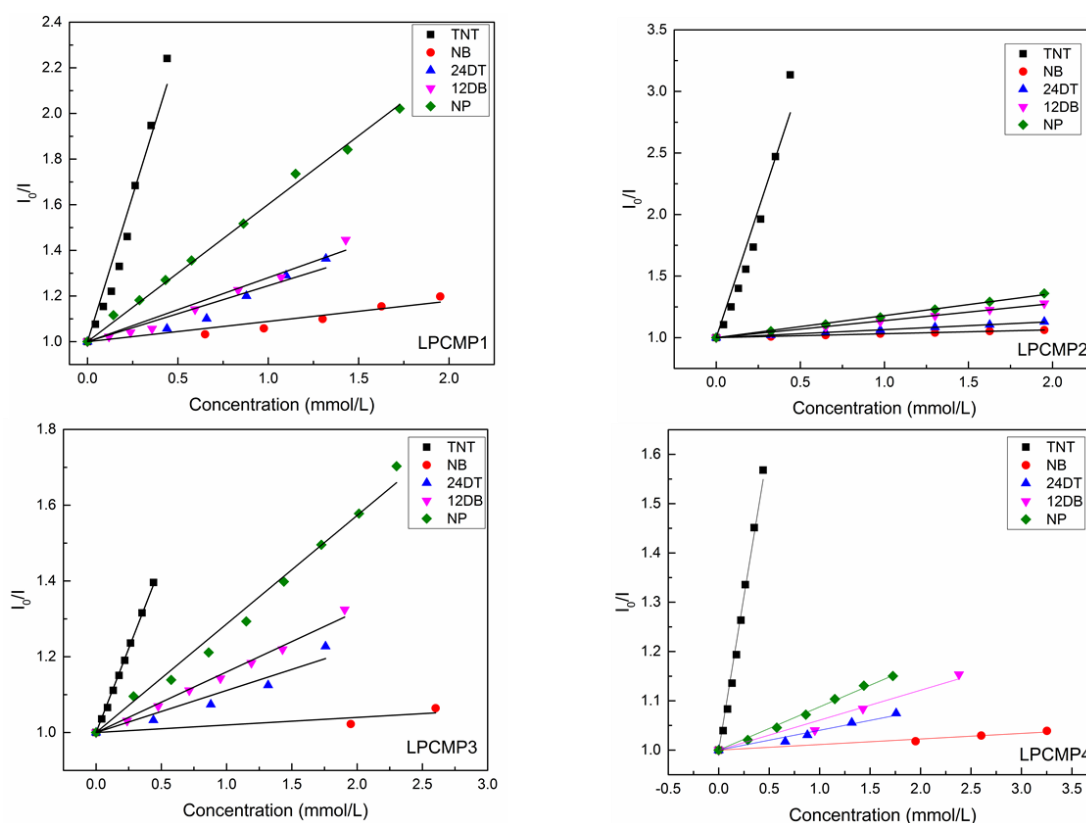 2.4
2.2
2.0
1.8
1.6
1.4
1.2
1.0
I0/I
TNT
NB
24DT
12DB
NP
LPCMP1
0.0 0.5 1.0 1.5 2.0
Concentration (mmol/L)
3.5
3.0
2.5
2.0
1.5
1.0
I0/I
TNT
NB
24DT
12DB
NP
LPCMP2
0.0 0.5 1.0 1.5 2.0
Concentration (mmol/L)
1.8
1.6
1.4
1.2
1.0
I0/I
TNT
NB
24DT
12DB
NP
LPCMP3
0.0 0.5 1.0 1.5 2.0 2.5 3.0
Concentration (mmol/L)
1.6
1.5
1.4
1.3
1.2
1.1
1.0
I0/I
TNT
NB
24DT
12DB
NP
LPCMP4
-0.5 0.0 0.5 1.0 1.5 2.0 2.5 3.0 3.5
Concentration (mmol/L)